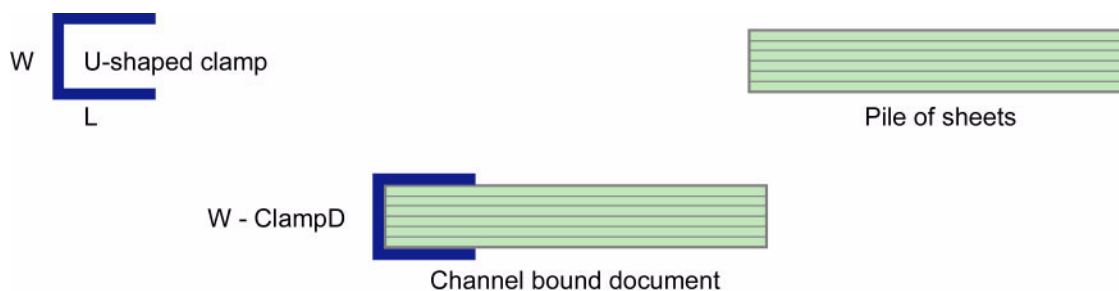 W
U-shaped clamp
L
Pile of sheets
W - ClampD
Channel bound document